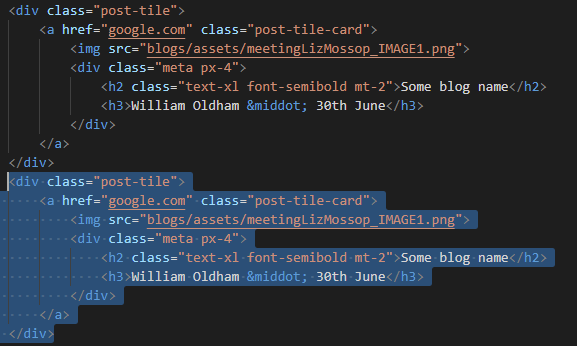 <div class="post-tile">
<a href="google.com" class="post-tile-card">
<img src="blogs/assets/meetingLizMossop_IMAGE1.png">
<div class="meta px-4">
<h2 class="text-xl font-semibold mt-2">Some blog name</h2>
<h3>William Oldham &middot; 30th June</h3>
</div>
</a>
</div>
<div class="post-tile">
<a href="google.com" class="post-tile-card">
<img src="blogs/assets/meetingLizMossop_IMAGE1.png">
<div class="meta px-4">
<h2 class="text-xl font-semibold mt-2">Some blog name</h2>
<h3>William Oldham &middot; 30th June</h3>
</div>
</a>
</div>